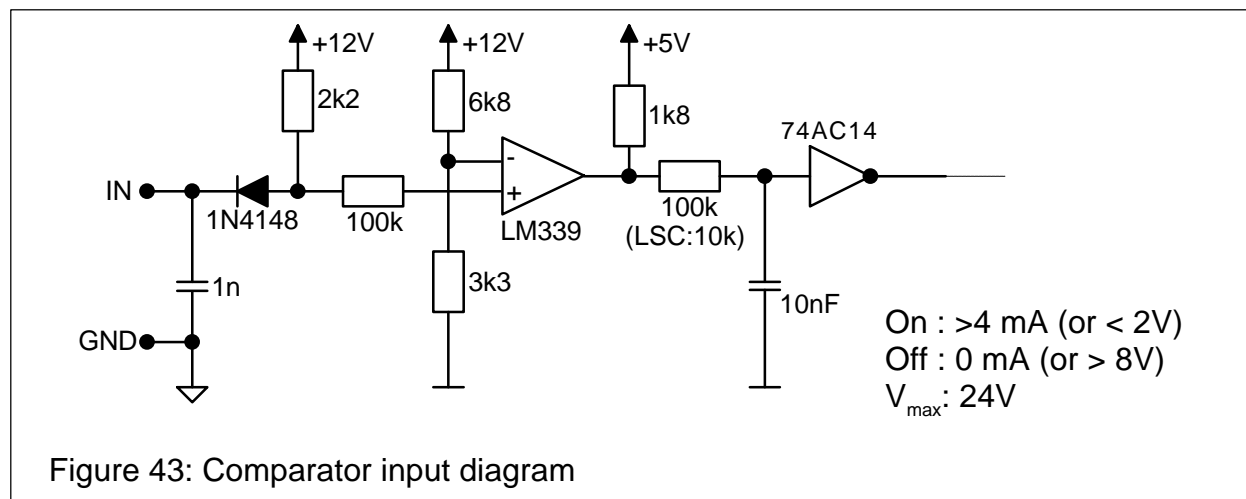 +12V
+12V
+5V
2k2
6k8
1k8
74AC14
IN
-
+
1N4148
100k
LM339
100k
(LSC:10k)
1n
3k3
10nF
GND
On : >4 mA (or < 2V)
Off : 0 mA (or > 8V)
Vmax: 24V
Figure 43: Comparator input diagram